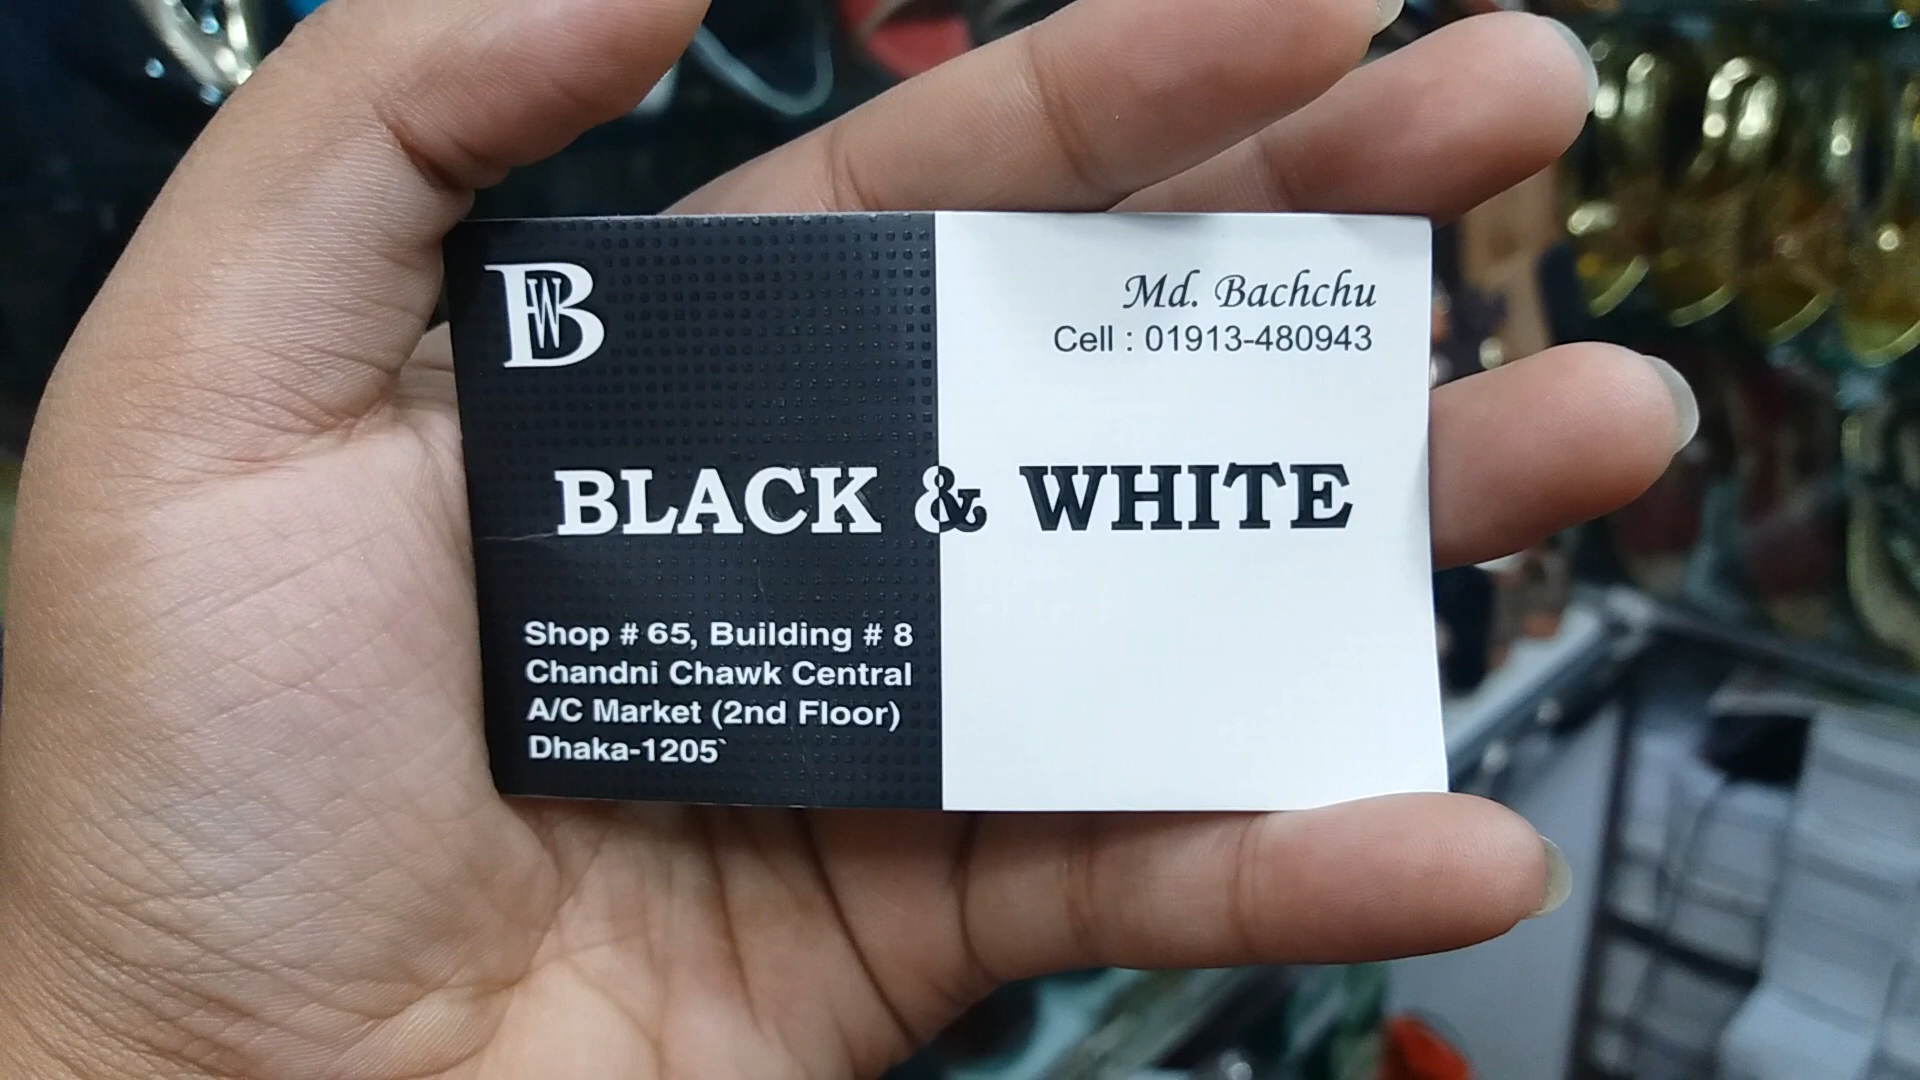 BW
Md. Bachchu
Cell : 01913-480943
BLACK & WHITE
Shop # 65, Building # 8
Chandni Chawk Central
A/C Market (2nd Floor)
Dhaka-1205`